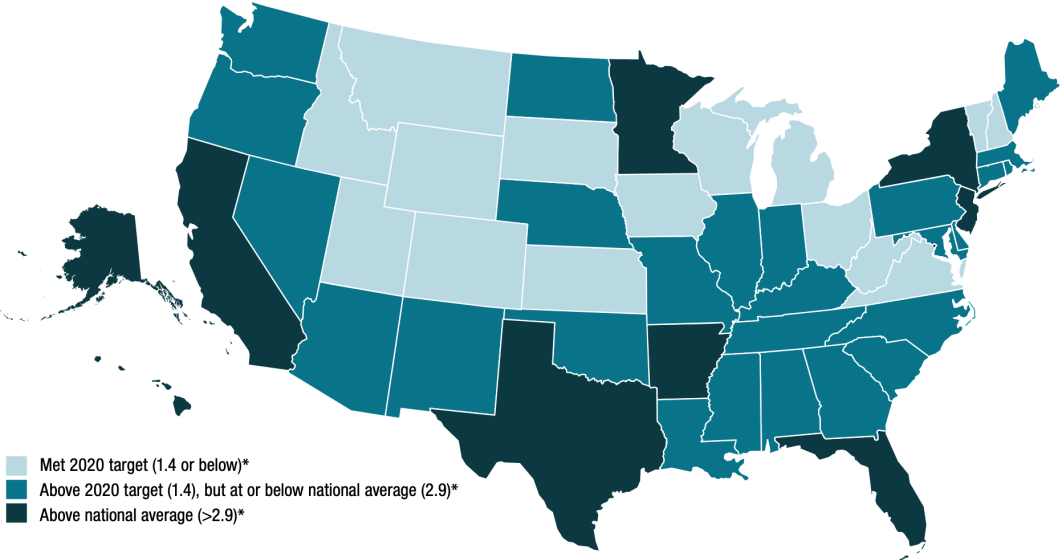 Met 2020 target (1.4 or below)*
Above 2020 target (1.4), but at or below national average (2.9)*
Above national average (>2.9)*